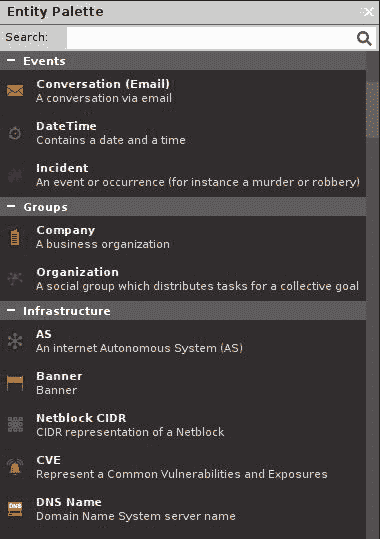 Entity Palette
Search:
Events
Conversation (Email)
A conversation via email
DateTime
Contains a date and a time
Incident
An event or occurrence (for instance a murder or robbery)
Groups
Company
A business organization
Organization
A social group which distributes tasks for a collective goal
Infrastructure
AS
An internet Autonomous System (AS)
Banner
Banner
Netblock CIDR
CIDR representation of a Netblock
CVE
Represent a Common Vulnerabilities and Exposures
DNS
DNS Name
Domain Name System server name